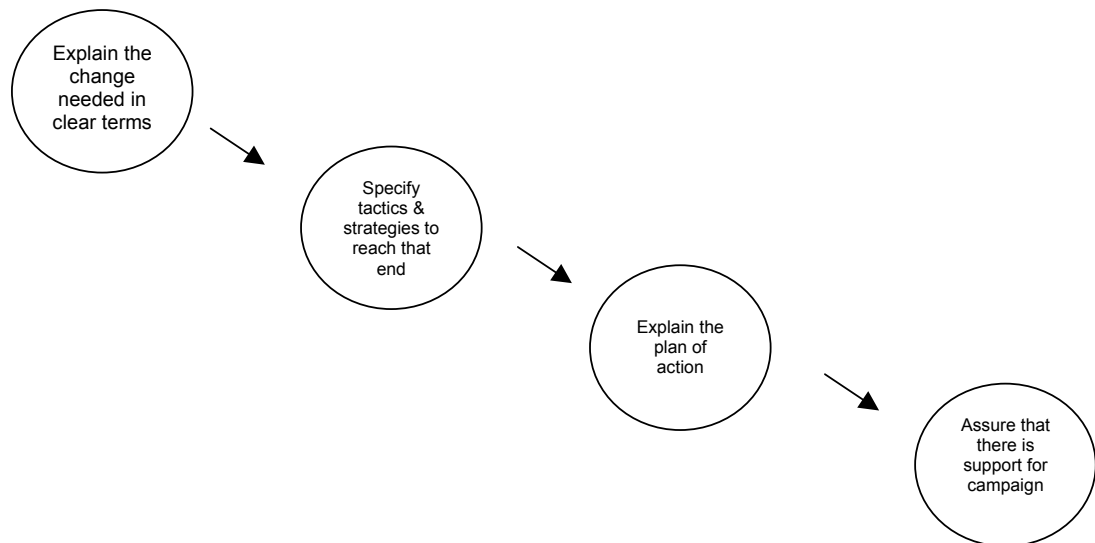 Explain the
change
needed in
clear terms
Specify
tactics &
strategies to
reach that
end
Explain the
plan of
action
Assure that
there is
support for
campaign